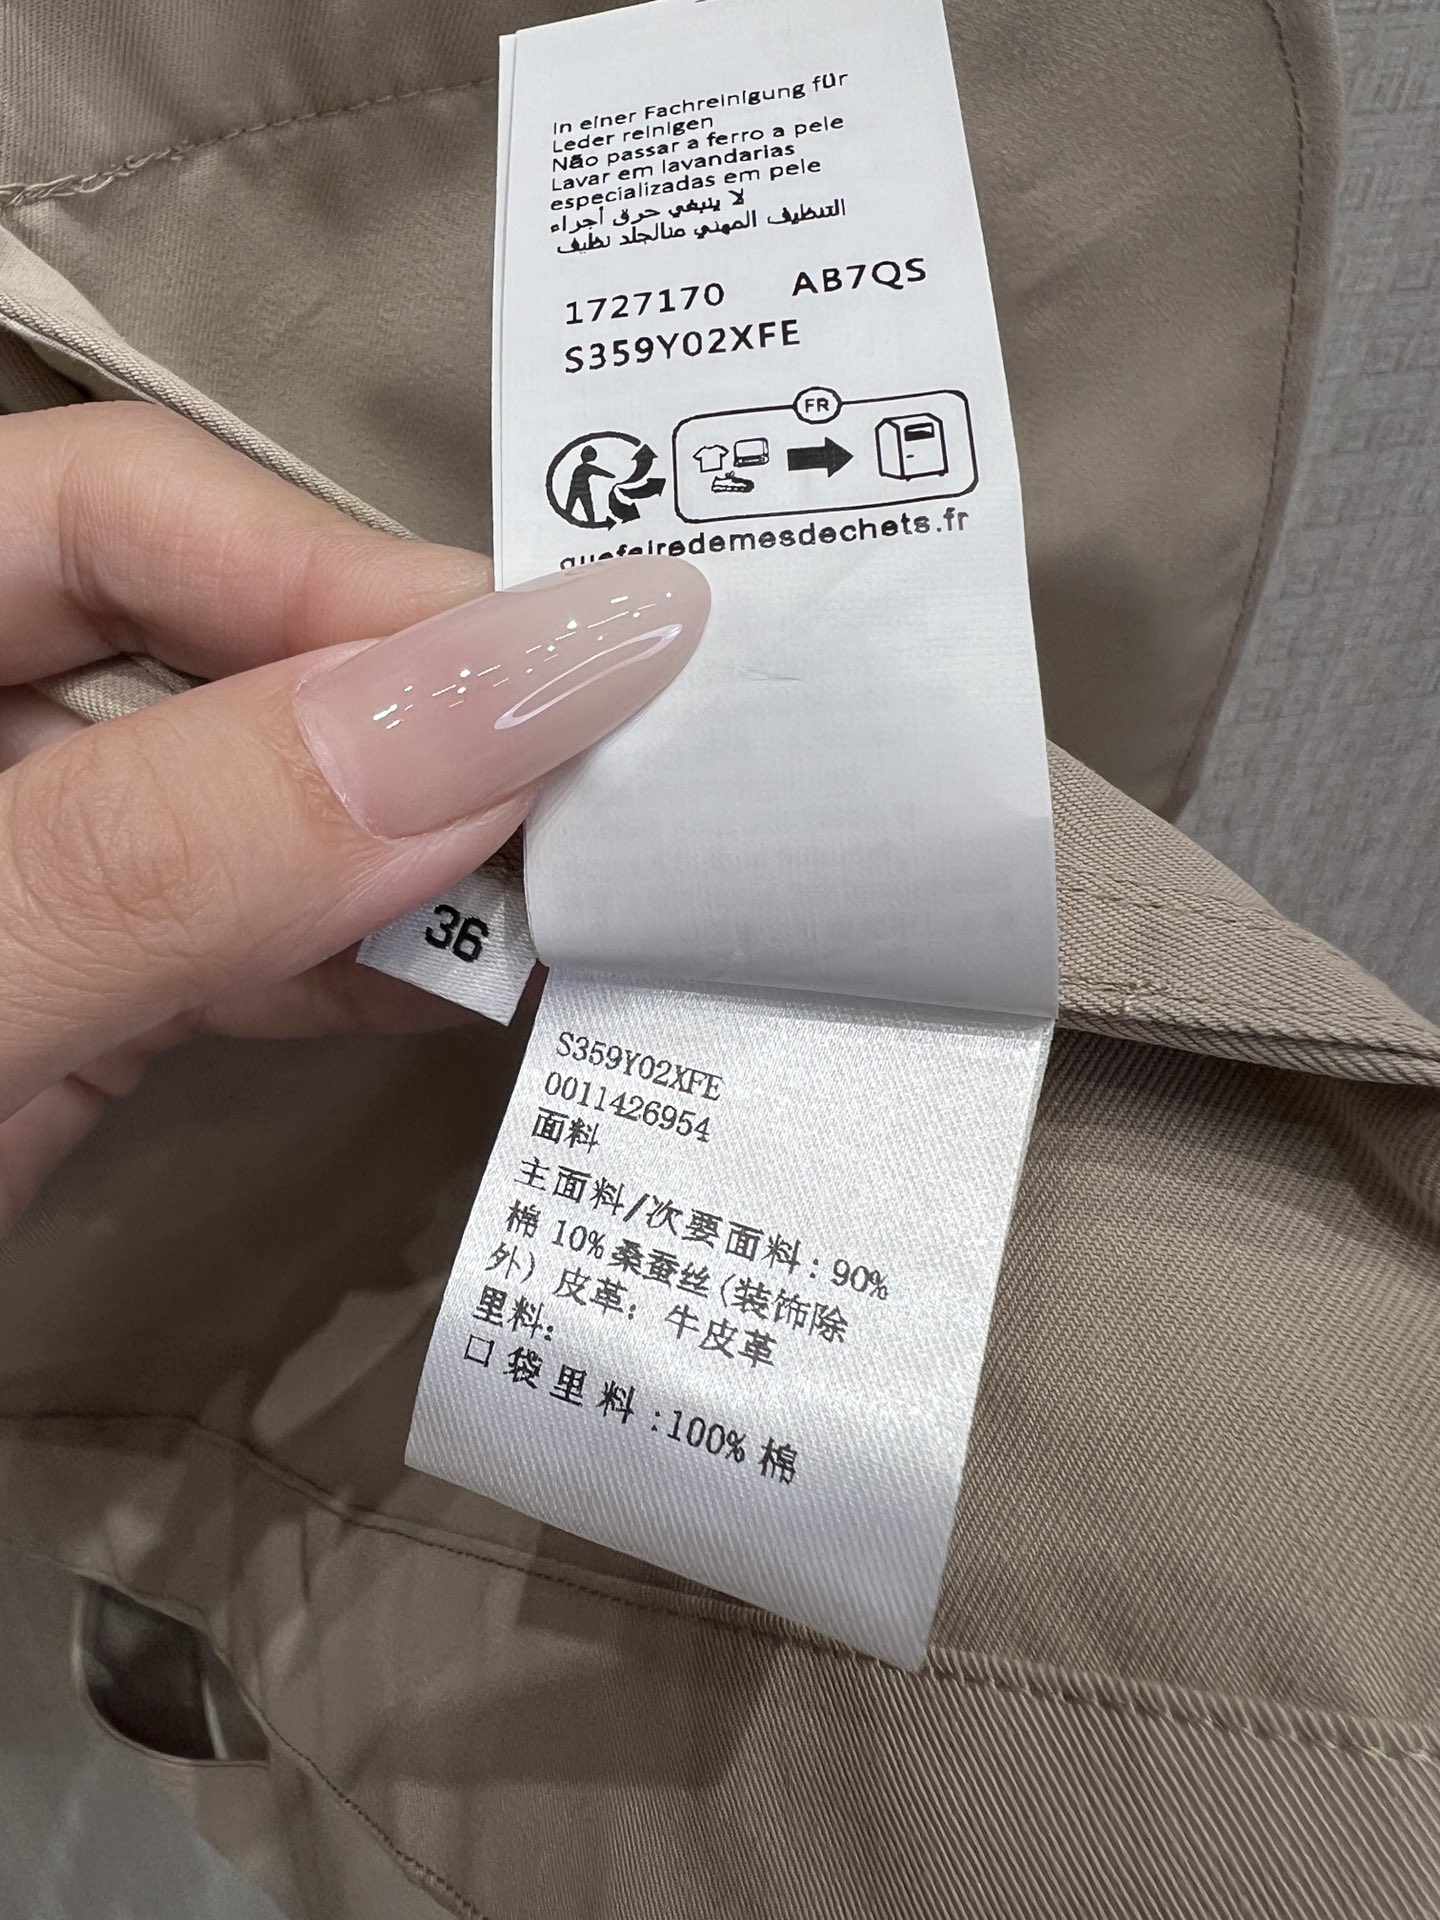 In einer Fachreinigung für
Leder reinigen
Não passar a ferro a pele
Lavar em lavandarias
especializadas em pele
لا ينبغي حرق أجراء
التنظيف المهني منالجلد نظيف
1727170 AB7QS
S359Y02XFE
FR
quefairedemesdechets.fr
36
S359Y02XFE
0011426954
面料
主面料/次要面料: 90%
棉 10%桑蚕丝(装饰除
外) 皮革: 牛皮革
里料:
口袋里料:100%棉